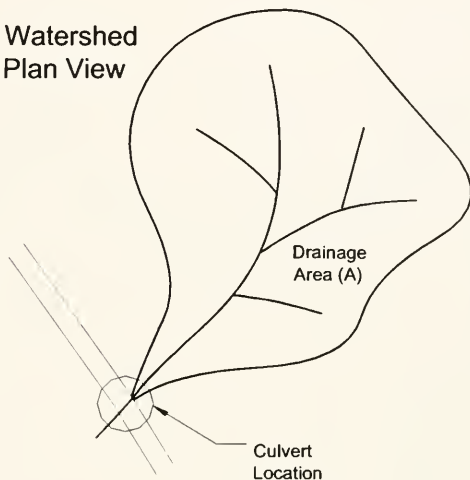 Watershed
Plan View
Drainage
Area (A)
Culvert
Location